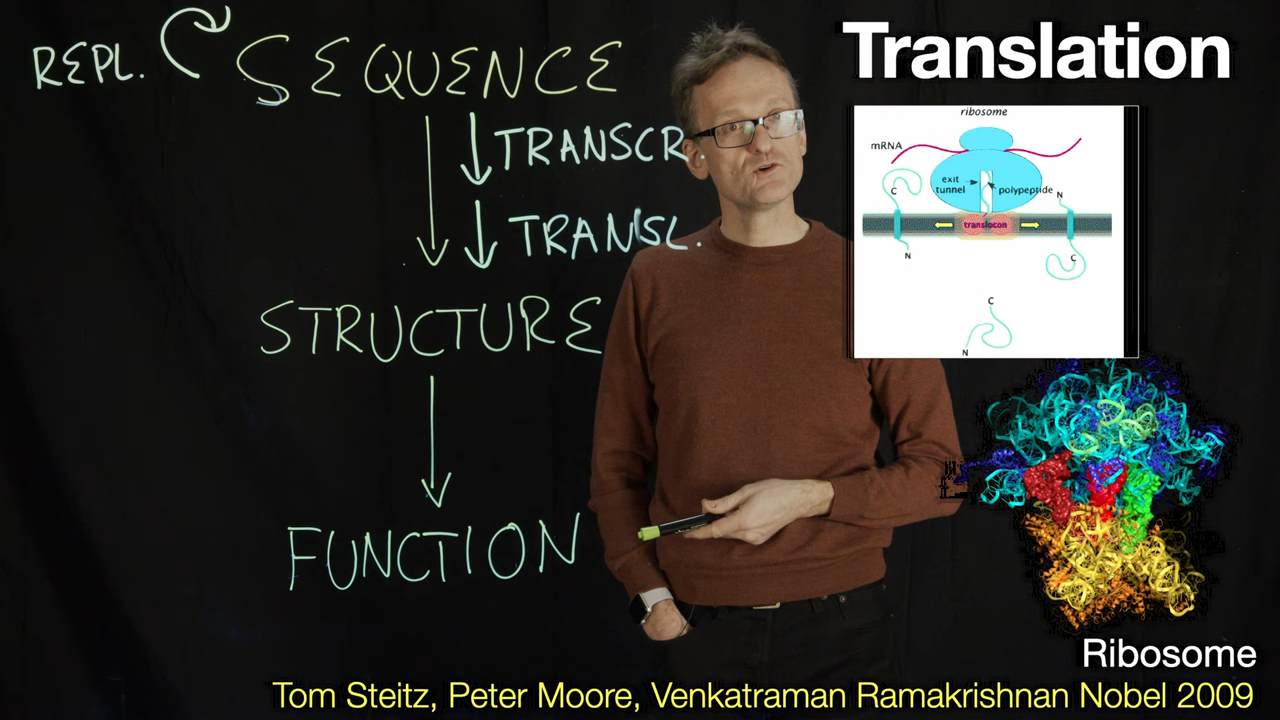 REPL. SEQUENCE
TRANSCR.
TRANSL.
STRUCTURE
FUNCTION
Translation
ribosome
mRNA
exit
tunnel
polypeptide
C
N
translocon
N
C
C
N
Ribosome
Tom Steitz, Peter Moore, Venkatraman Ramakrishnan Nobel 2009